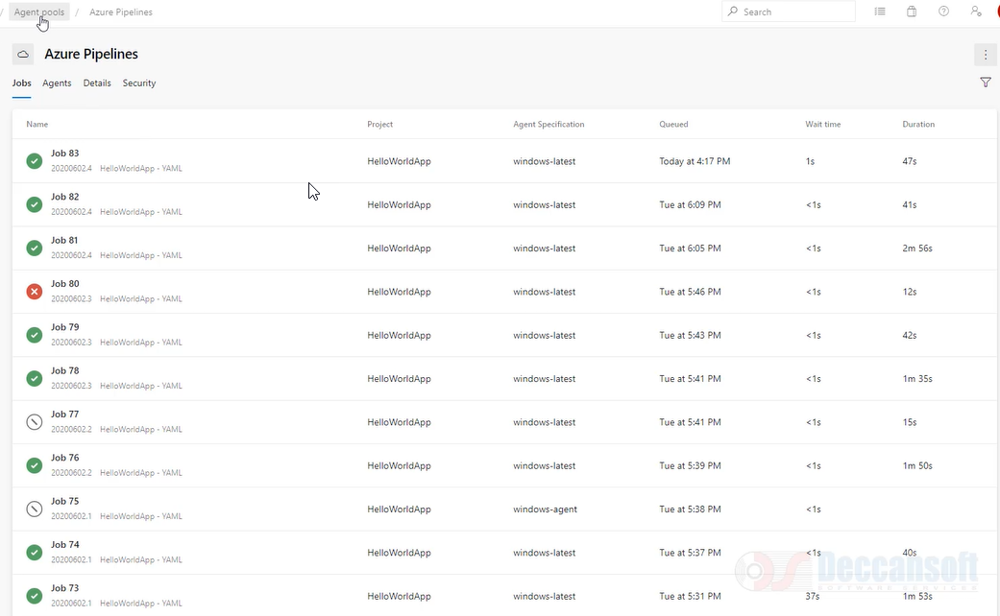 / Agent pools / Azure Pipelines Search
Azure Pipelines
Jobs Agents Details Security
Name Project Agent Specification Queued Wait time Duration
Job 83
20200602.4 HelloWorldApp - YAML HelloWorldApp windows-latest Today at 4:17 PM 1s 47s
Job 82
20200602.4 HelloWorldApp - YAML HelloWorldApp windows-latest Tue at 6:09 PM <1s 41s
Job 81
20200602.4 HelloWorldApp - YAML HelloWorldApp windows-latest Tue at 6:05 PM <1s 2m 56s
Job 80
20200602.3 HelloWorldApp - YAML HelloWorldApp windows-latest Tue at 5:46 PM <1s 12s
Job 79
20200602.3 HelloWorldApp - YAML HelloWorldApp windows-latest Tue at 5:43 PM <1s 42s
Job 78
20200602.3 HelloWorldApp - YAML HelloWorldApp windows-latest Tue at 5:41 PM <1s 1m 35s
Job 77
20200602.2 HelloWorldApp - YAML HelloWorldApp windows-latest Tue at 5:41 PM <1s 15s
Job 76
20200602.2 HelloWorldApp - YAML HelloWorldApp windows-latest Tue at 5:39 PM <1s 1m 50s
Job 75
20200602.1 HelloWorldApp - YAML HelloWorldApp windows-agent Tue at 5:38 PM <1s
Job 74
20200602.1 HelloWorldApp - YAML HelloWorldApp windows-latest Tue at 5:37 PM <1s 40s
Deccansoft
SOFTWARE SERVICES
Job 73
20200602.1 HelloWorldApp - YAML HelloWorldApp windows-latest Tue at 5:31 PM 37s 1m 53s